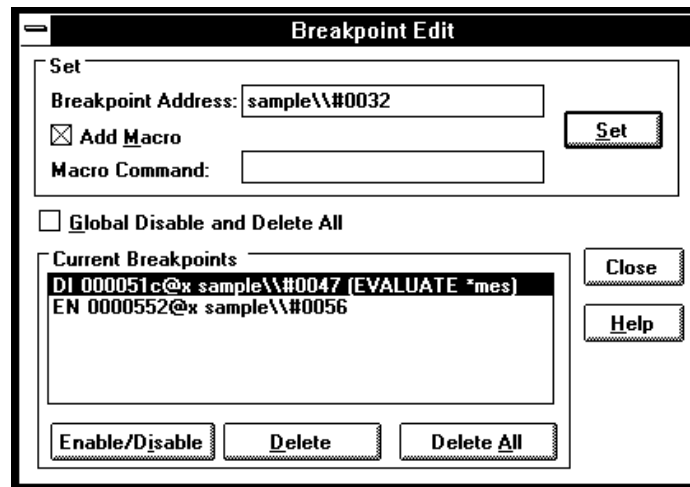 Breakpoint Edit
Set
Breakpoint Address: sample\\#0032
Set
Add Macro
Macro Command:
Global Disable and Delete All
Current Breakpoints
Close
DI 000051c@x sample\\#0047 (EVALUATE *mes)
EN 0000552@x sample\\#0056
Help
Enable/Disable
Delete
Delete All